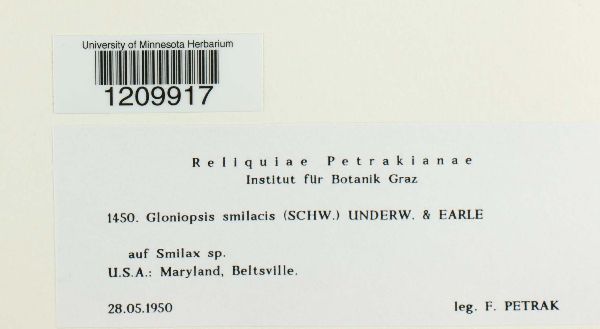 University of Minnesota Herbarium
1209917
Reliquiae Petrakianae
Institut für Botanik Graz
1450. Gloniopsis smilacis (SCHW.) UNDERW. & EARLE
auf Smilax sp.
U.S.A.: Maryland, Beltsville.
28.05.1950 leg. F. PETRAK